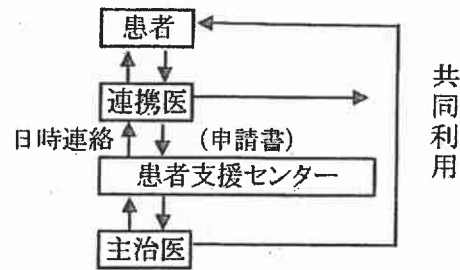 患者
連携医
日時連絡
(申請書)
患者支援センター
主治医
共同利用